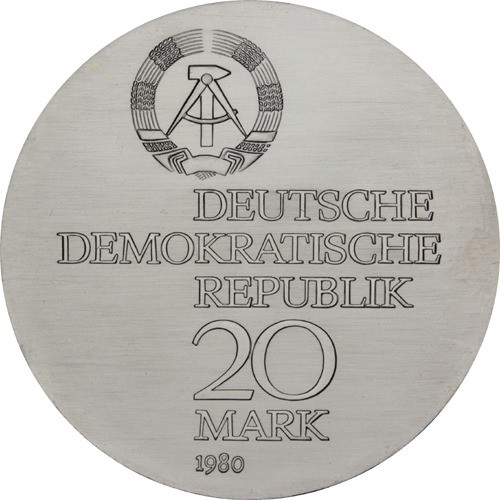 DEUTSCHE
DEMOKRATISCHE
REPUBLIK
20
MARK
1980